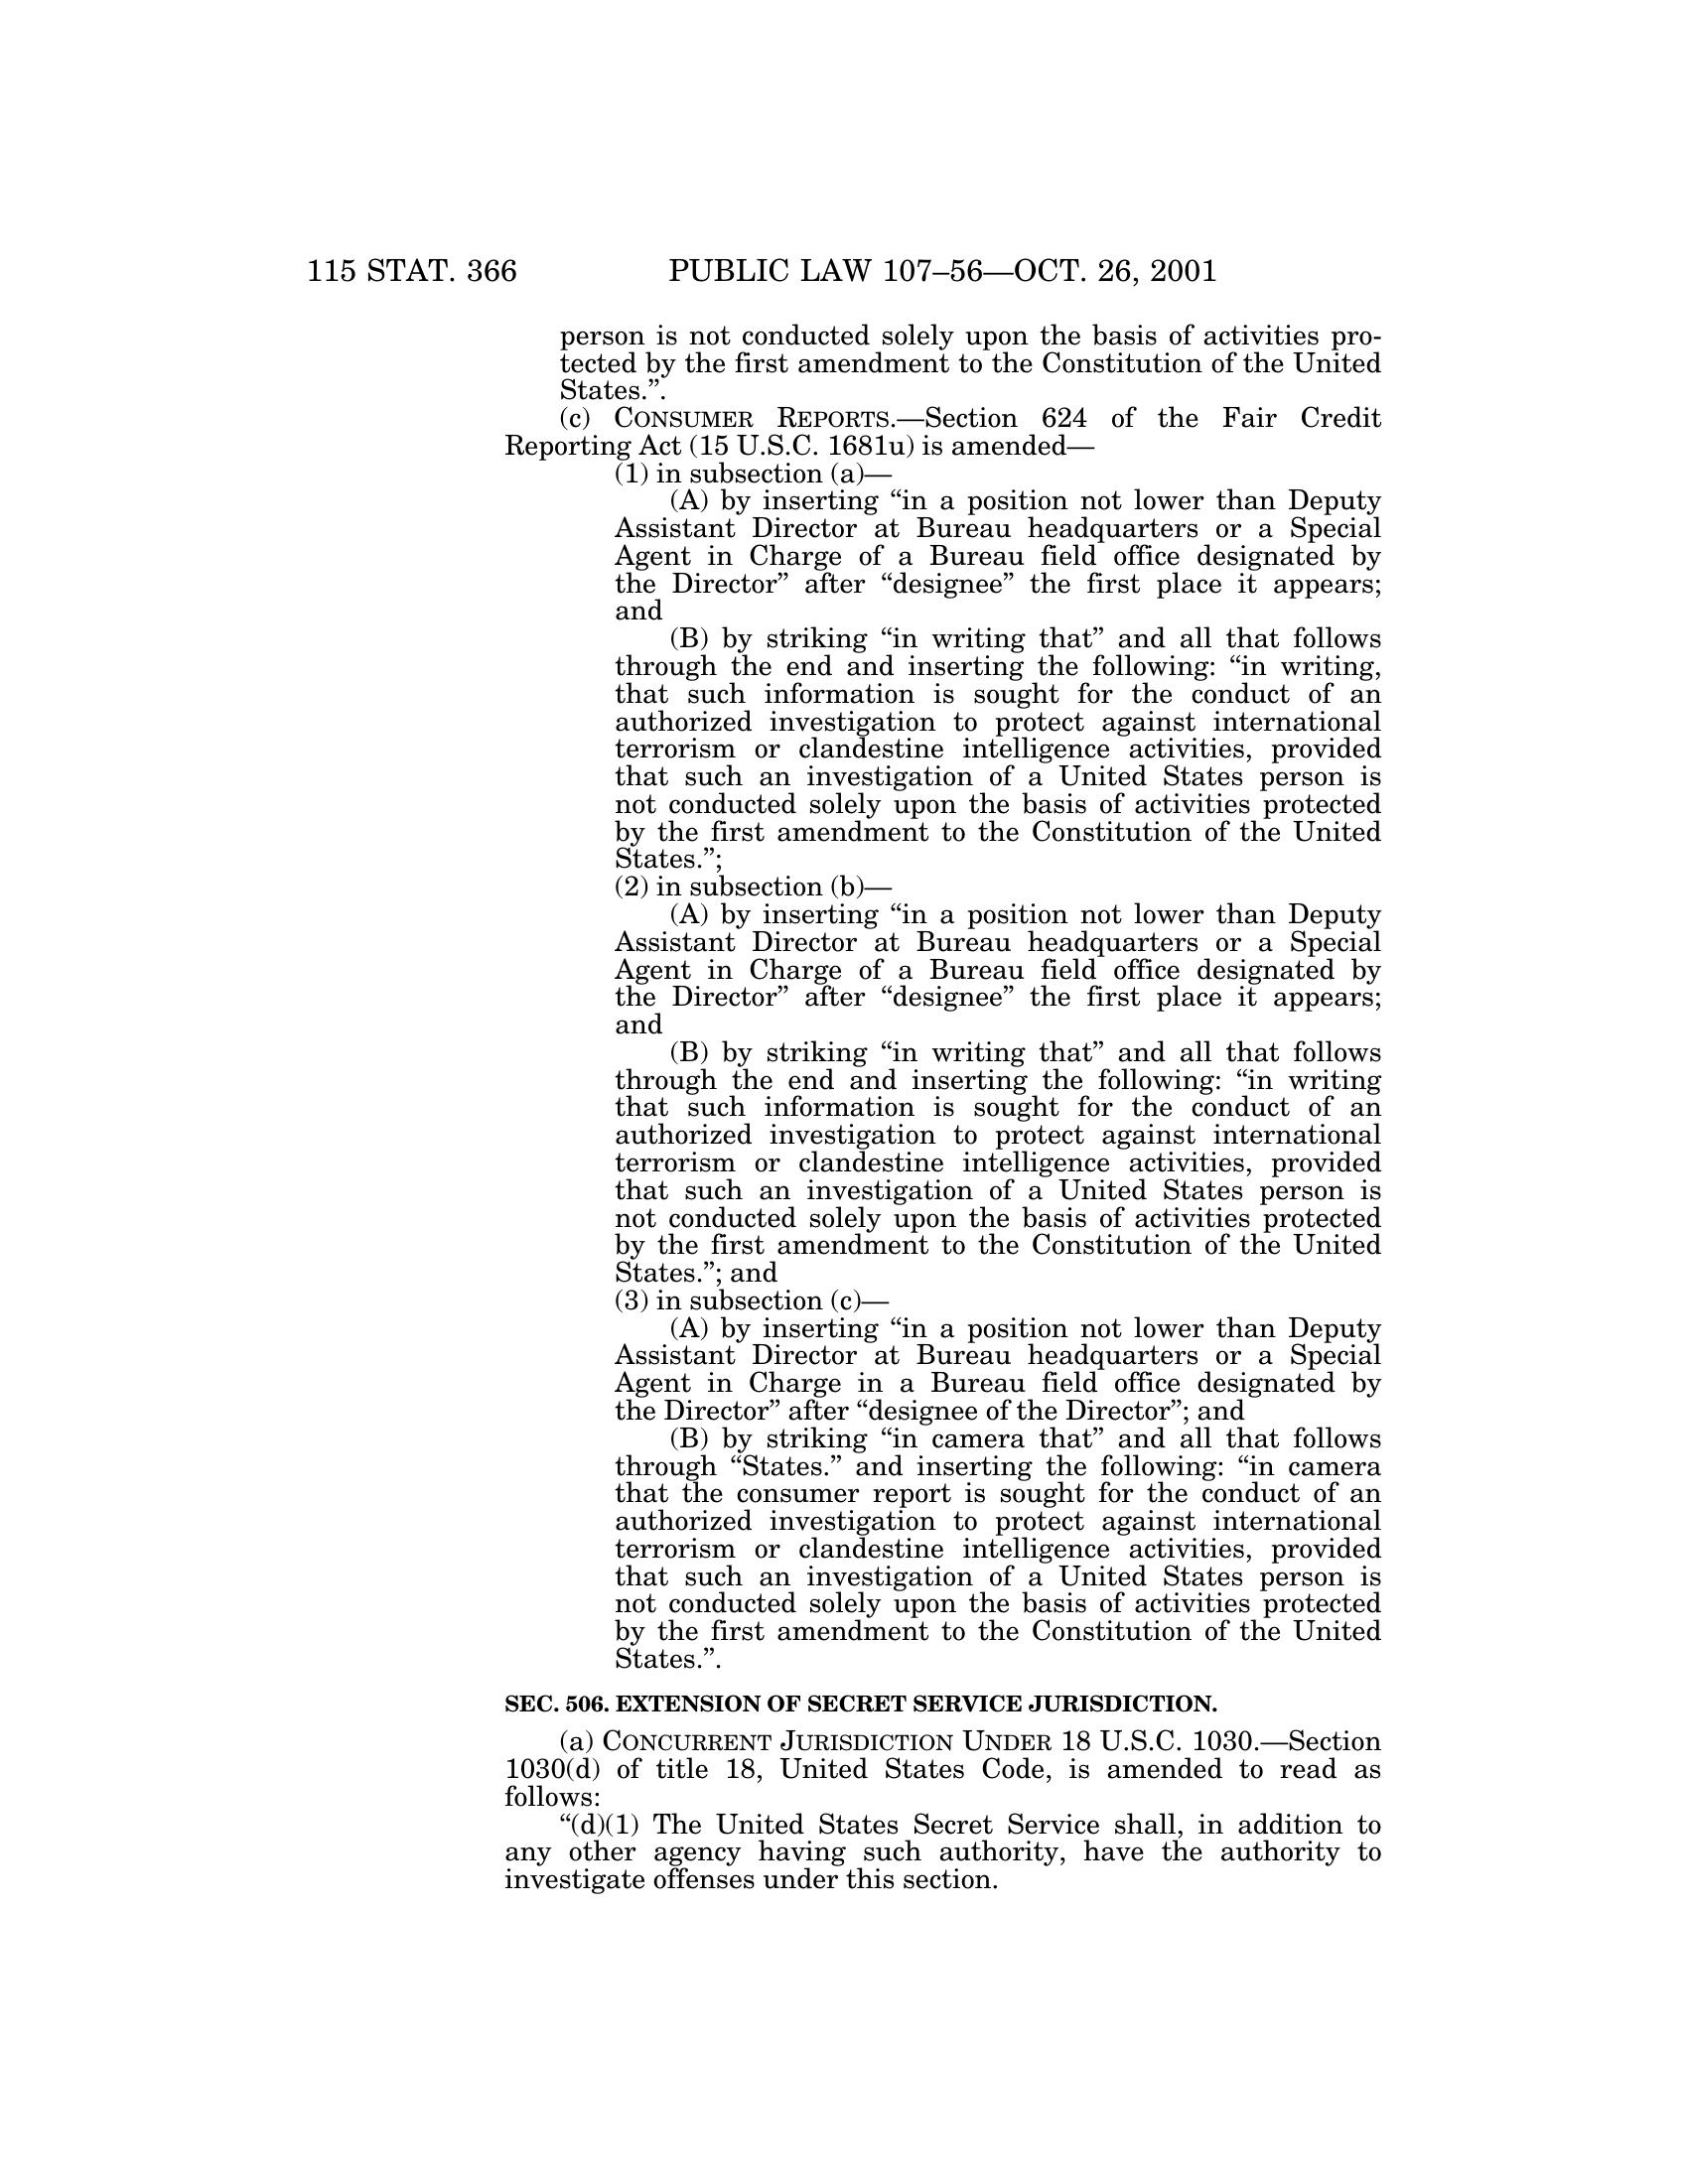 115 STAT. 366 PUBLIC LAW 107–56—OCT. 26, 2001
person is not conducted solely upon the basis of activities pro-
tected by the first amendment to the Constitution of the United
States.”.
(c) CONSUMER REPORTS.—Section 624 of the Fair Credit
Reporting Act (15 U.S.C. 1681u) is amended—
(1) in subsection (a)—
(A) by inserting “in a position not lower than Deputy
Assistant Director at Bureau headquarters or a Special
Agent in Charge of a Bureau field office designated by
the Director” after “designee” the first place it appears;
and
(B) by striking “in writing that” and all that follows
through the end and inserting the following: “in writing,
that such information is sought for the conduct of an
authorized investigation to protect against international
terrorism or clandestine intelligence activities, provided
that such an investigation of a United States person is
not conducted solely upon the basis of activities protected
by the first amendment to the Constitution of the United
States.”;
(2) in subsection (b)—
(A) by inserting “in a position not lower than Deputy
Assistant Director at Bureau headquarters or a Special
Agent in Charge of a Bureau field office designated by
the Director” after “designee” the first place it appears;
and
(B) by striking “in writing that” and all that follows
through the end and inserting the following: “in writing
that such information is sought for the conduct of an
authorized investigation to protect against international
terrorism or clandestine intelligence activities, provided
that such an investigation of a United States person is
not conducted solely upon the basis of activities protected
by the first amendment to the Constitution of the United
States.”; and
(3) in subsection (c)—
(A) by inserting “in a position not lower than Deputy
Assistant Director at Bureau headquarters or a Special
Agent in Charge in a Bureau field office designated by
the Director” after “designee of the Director”; and
(B) by striking “in camera that” and all that follows
through “States.” and inserting the following: “in camera
that the consumer report is sought for the conduct of an
authorized investigation to protect against international
terrorism or clandestine intelligence activities, provided
that such an investigation of a United States person is
not conducted solely upon the basis of activities protected
by the first amendment to the Constitution of the United
States.”.
SEC. 506. EXTENSION OF SECRET SERVICE JURISDICTION.
(a) CONCURRENT JURISDICTION UNDER 18 U.S.C. 1030.—Section
1030(d) of title 18, United States Code, is amended to read as
follows:
“(d)(1) The United States Secret Service shall, in addition to
any other agency having such authority, have the authority to
investigate offenses under this section.